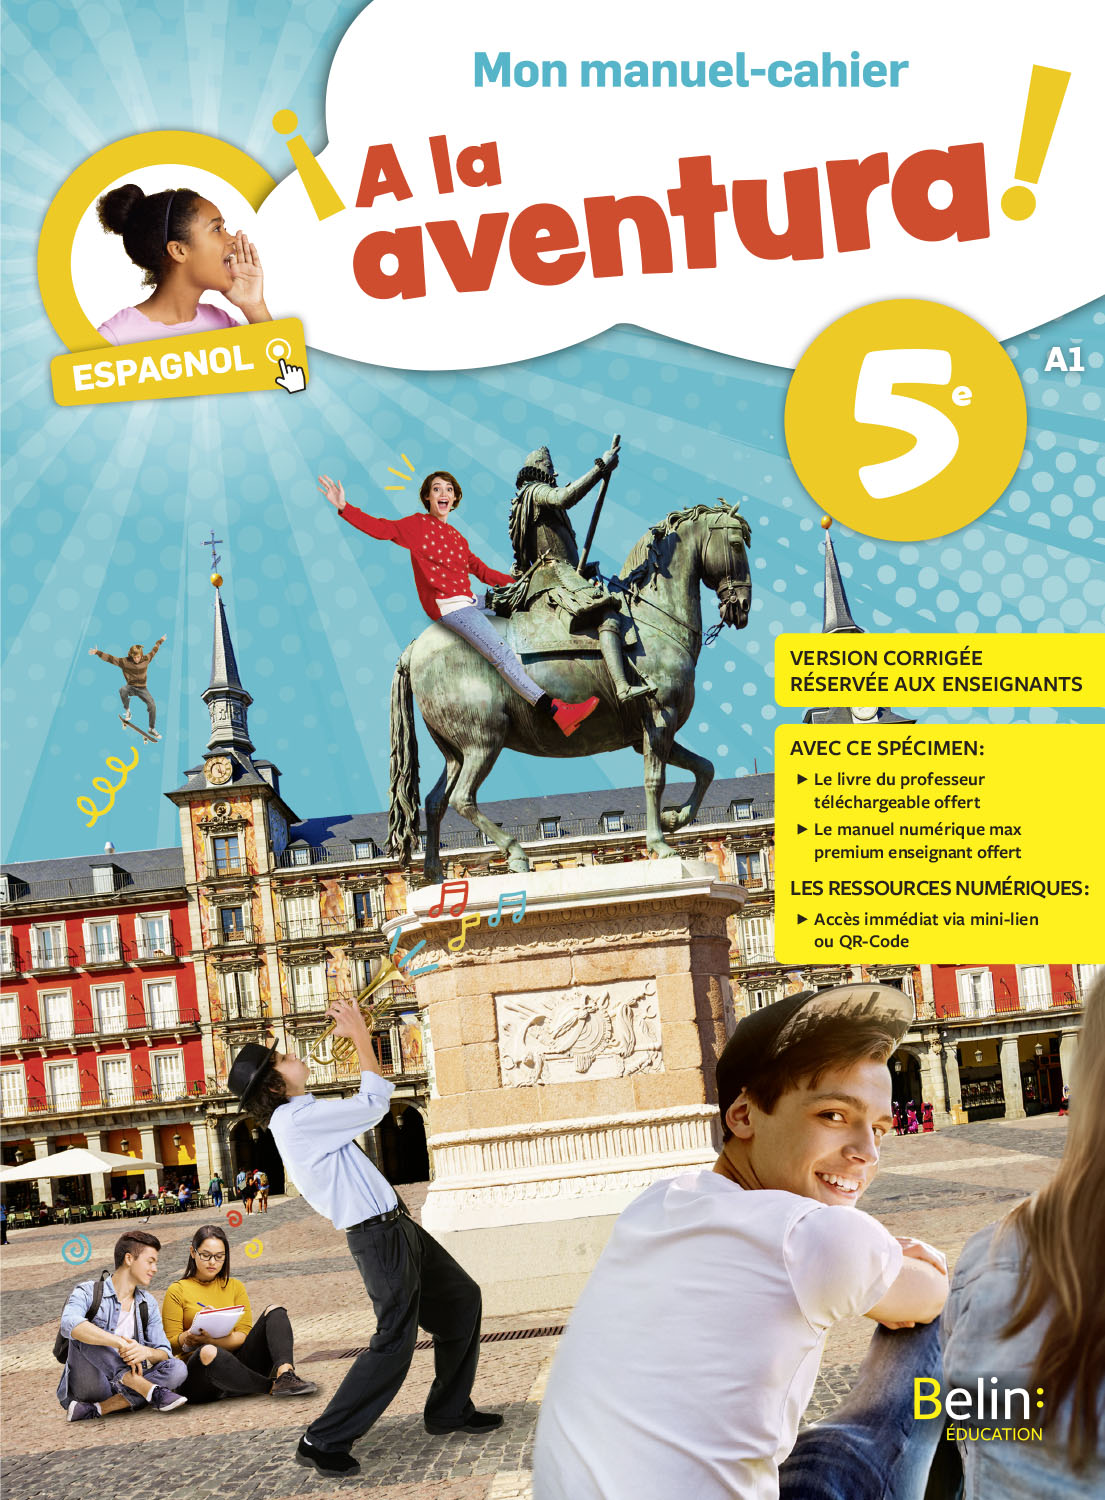 Mon manuel-cahier
¡A la
aventura!
ESPAGNOL
5e
A1
VERSION CORRIGÉE
RÉSERVÉE AUX ENSEIGNANTS
AVEC CE SPÉCIMEN:
▶ Le livre du professeur
téléchargeable offert
▶ Le manuel numérique max
premium enseignant offert
LES RESSOURCES NUMÉRIQUES:
▶ Accès immédiat via mini-lien
ou QR-Code
Belin:
ÉDUCATION